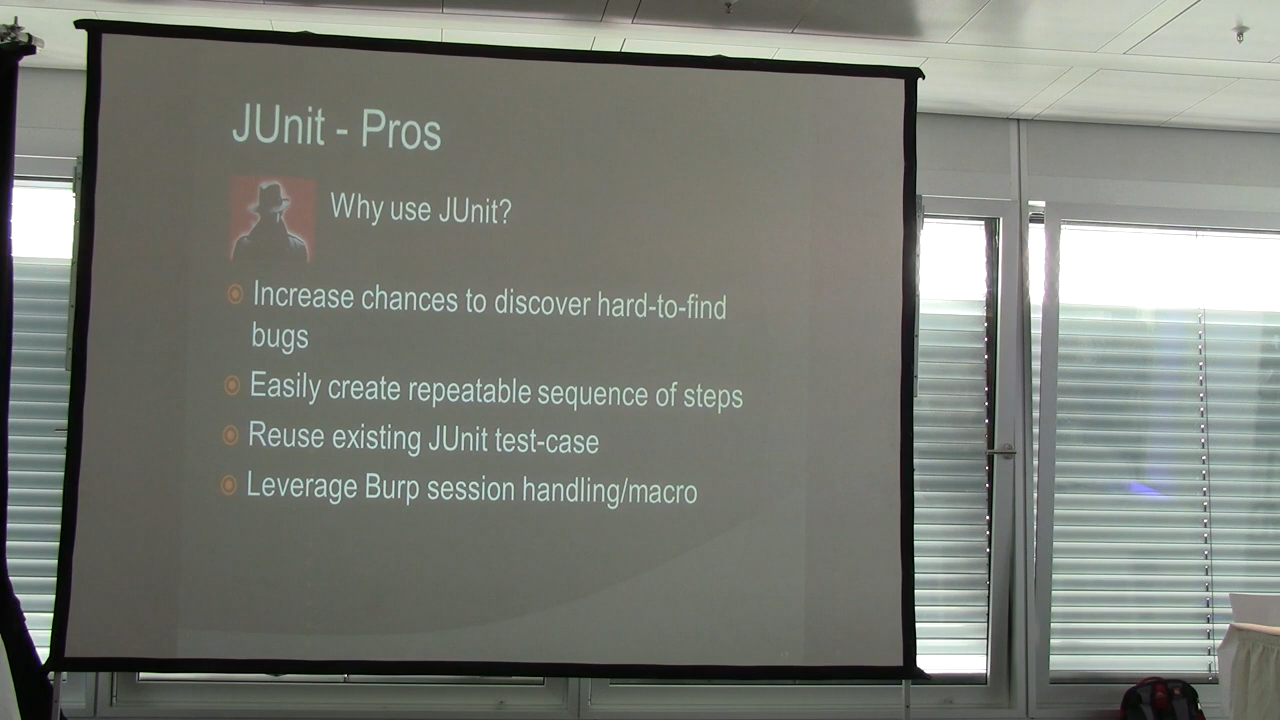 JUnit - Pros
Why use JUnit?
Increase chances to discover hard-to-find
bugs
Easily create repeatable sequence of steps
Reuse existing JUnit test-case
Leverage Burp session handling/macro